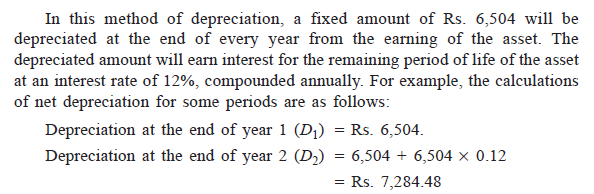 In this method of depreciation, a fixed amount of Rs. 6,504 will be
depreciated at the end of every year from the earning of the asset. The
depreciated amount will earn interest for the remaining period of life of the asset
at an interest rate of 12%, compounded annually. For example, the calculations
of net depreciation for some periods are as follows:
Depreciation at the end of year 1 (D₁) = Rs. 6,504.
Depreciation at the end of year 2 (D₂) = 6,504 + 6,504 × 0.12
= Rs. 7,284.48